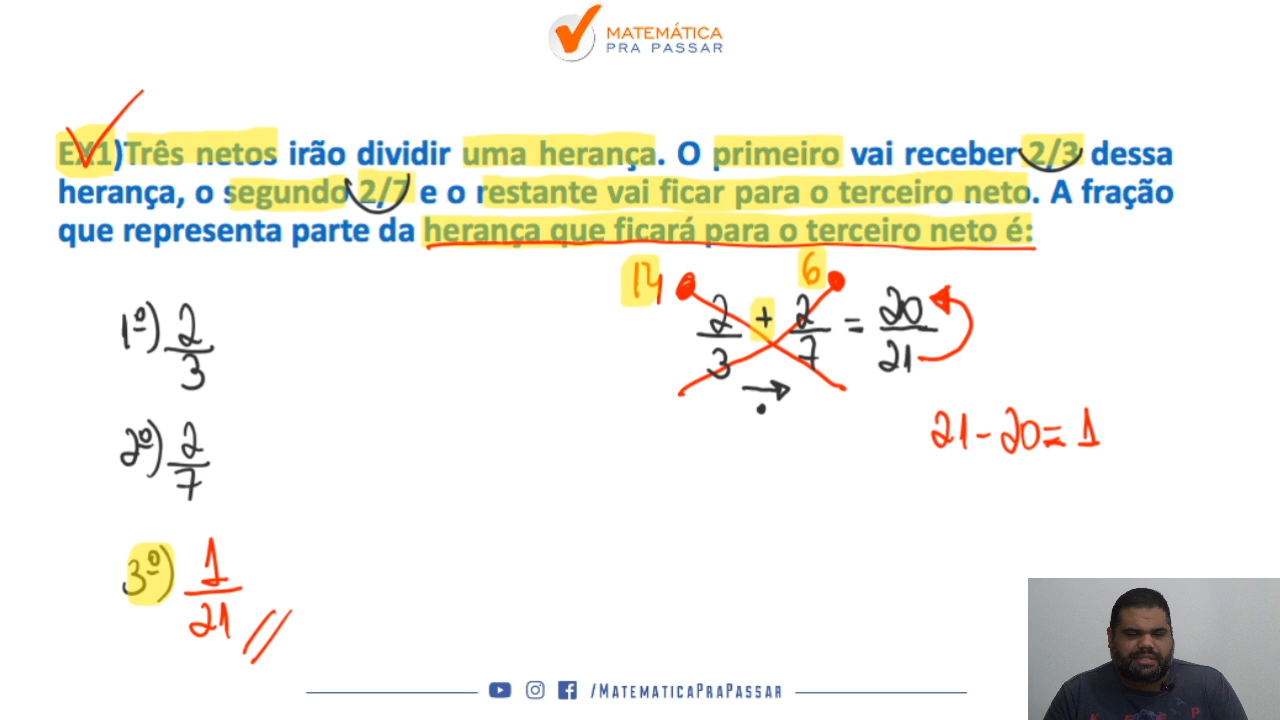 MATEMÁTICA
PRA PASSAR
EX1)Três netos irão dividir uma herança. O primeiro vai receber 2/3 dessa
herança, o segundo 2/7 e o restante vai ficar para o terceiro neto. A fração
que representa parte da herança que ficará para o terceiro neto é:
14 6
2/3 + 2/7 = 20/21
1º) 2/3
21-20=1
2º) 2/7
3º) 1/21
/MATEMATICAPRAPASSAR